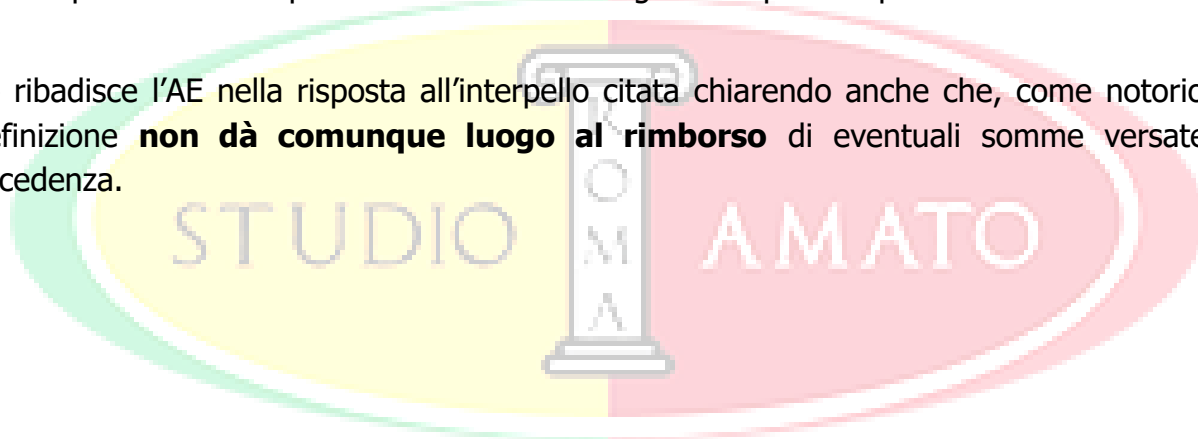 ribadisce l'AE nella risposta all'interpello citata chiarendo anche che, come notorio
efinizione non dà comunque luogo al rimborso di eventuali somme versate
cedenza.
STUDIO ROMA AMATO